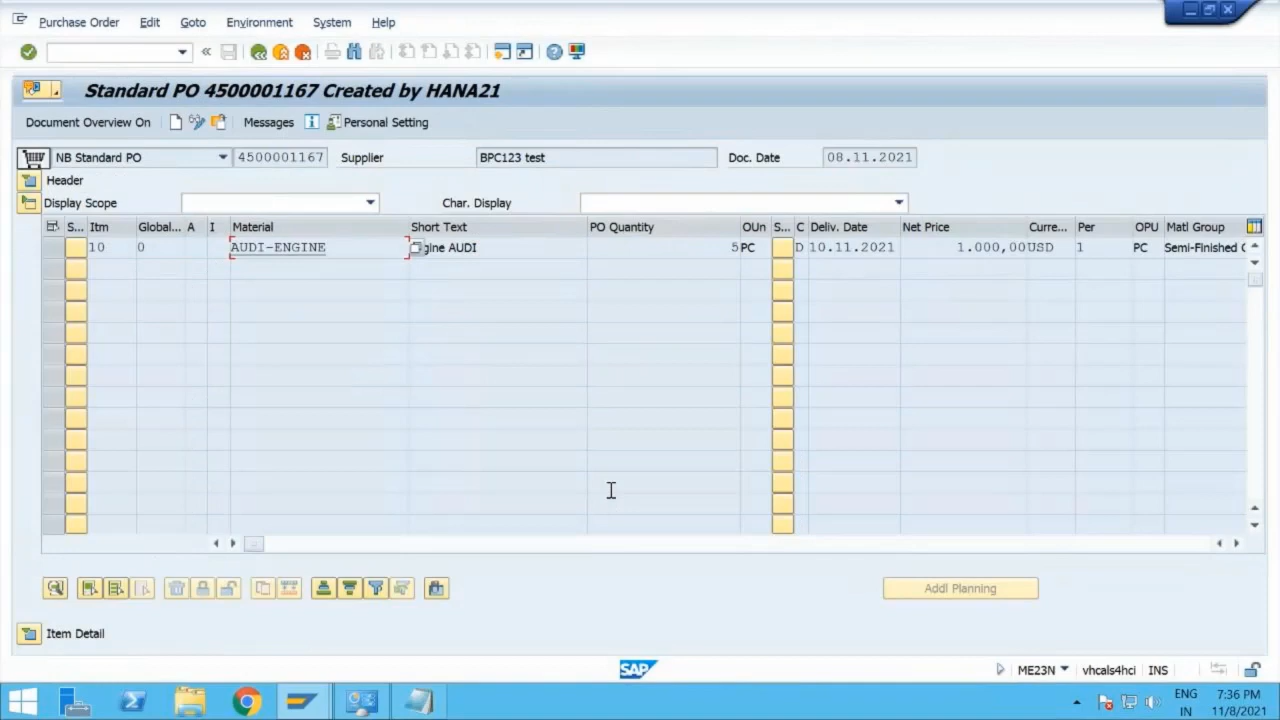 Purchase Order Edit Goto Environment System Help
Standard PO 4500001167 Created by HANA21
Document Overview On Messages Personal Setting
NB Standard PO 4500001167 Supplier BPC123 test Doc. Date 08.11.2021
Header
Display Scope Char. Display
S... Itm Global... A I Material Short Text PO Quantity OUn S... C Deliv. Date Net Price Curre... Per OPU Matl Group
10 0 AUDI-ENGINE gine AUDI 5 PC D 10.11.2021 1.000,00 USD 1 PC Semi-Finished
Addl Planning
Item Detail
SAP
ME23N vhcals4hci INS
ENG 7:36 PM
IN 11/8/2021